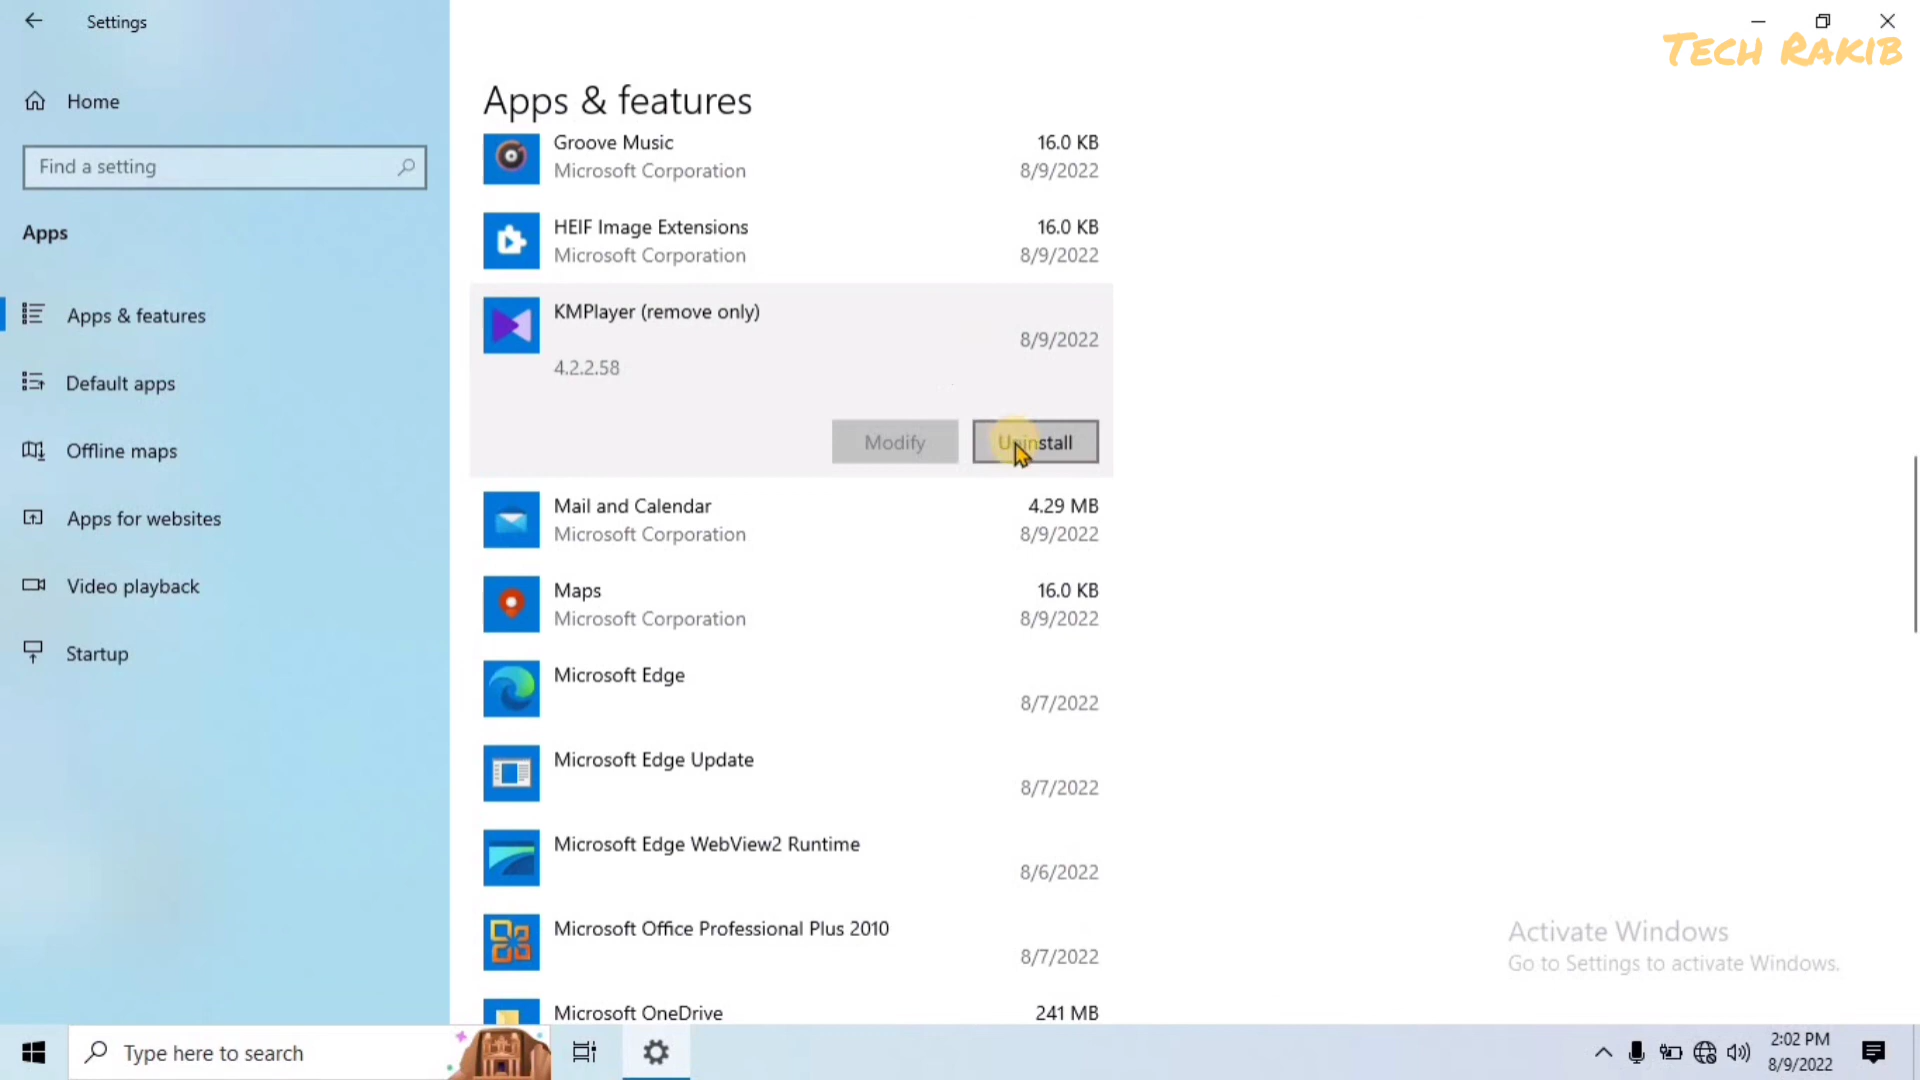 Settings
Tech Rakib
Home
Find a setting
Apps
Apps & features
Default apps
Offline maps
Apps for websites
Video playback
Startup
Apps & features
Groove Music 16.0 KB
Microsoft Corporation 8/9/2022
HEIF Image Extensions 16.0 KB
Microsoft Corporation 8/9/2022
KMPlayer (remove only)
8/9/2022
4.2.2.58
Modify Uninstall
Mail and Calendar 4.29 MB
Microsoft Corporation 8/9/2022
Maps 16.0 KB
Microsoft Corporation 8/9/2022
Microsoft Edge
8/7/2022
Microsoft Edge Update
8/7/2022
Microsoft Edge WebView2 Runtime
8/6/2022
Microsoft Office Professional Plus 2010
8/7/2022
Microsoft OneDrive 241 MB
Activate Windows
Go to Settings to activate Windows.
Type here to search
2:02 PM
8/9/2022